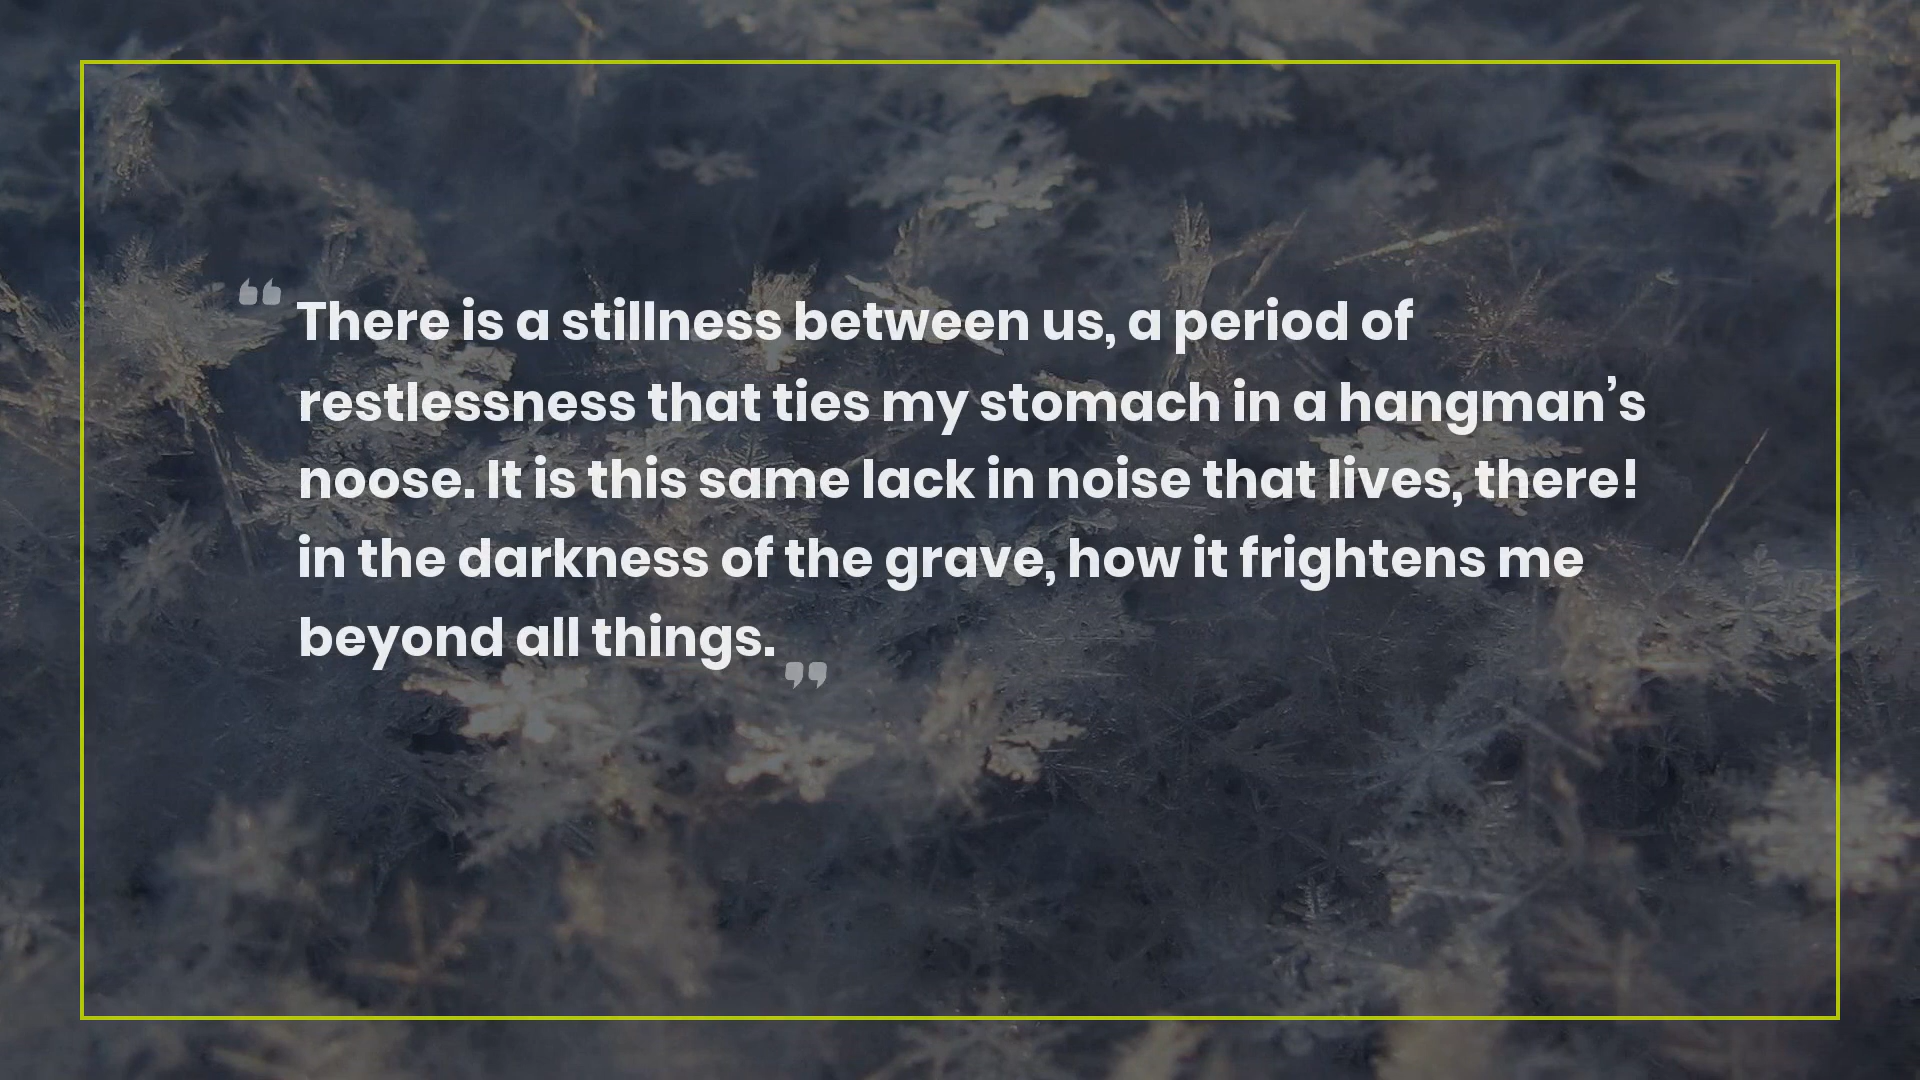 “ There is a stillness between us, a period of
restlessness that ties my stomach in a hangman’s
noose. It is this same lack in noise that lives, there!
in the darkness of the grave, how it frightens me
beyond all things. ”